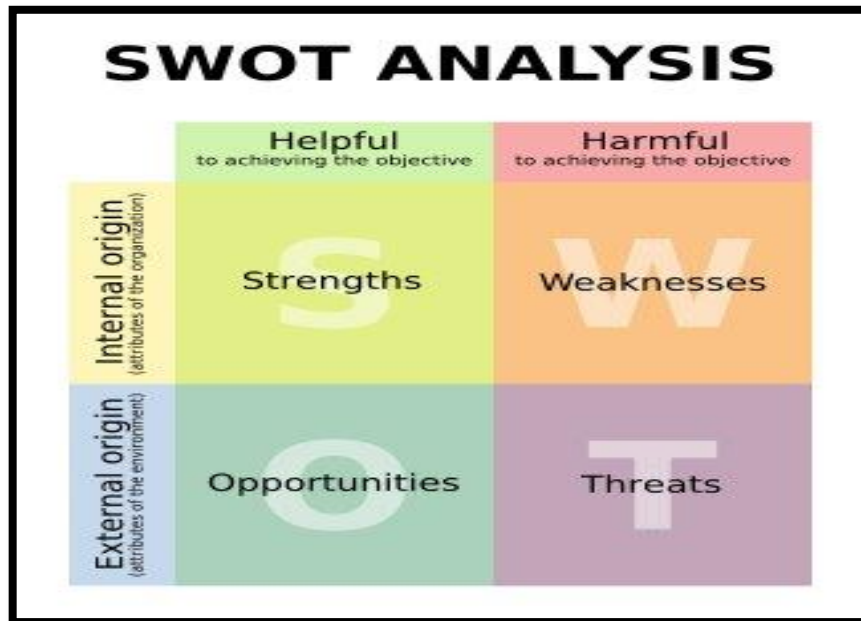 SWOT ANALYSIS
Helpful
to achieving the objective
Harmful
to achieving the objective
Internal origin
(attributes of the organization)
S
Strengths
W
Weaknesses
External origin
(attributes of the environment)
O
Opportunities
T
Threats